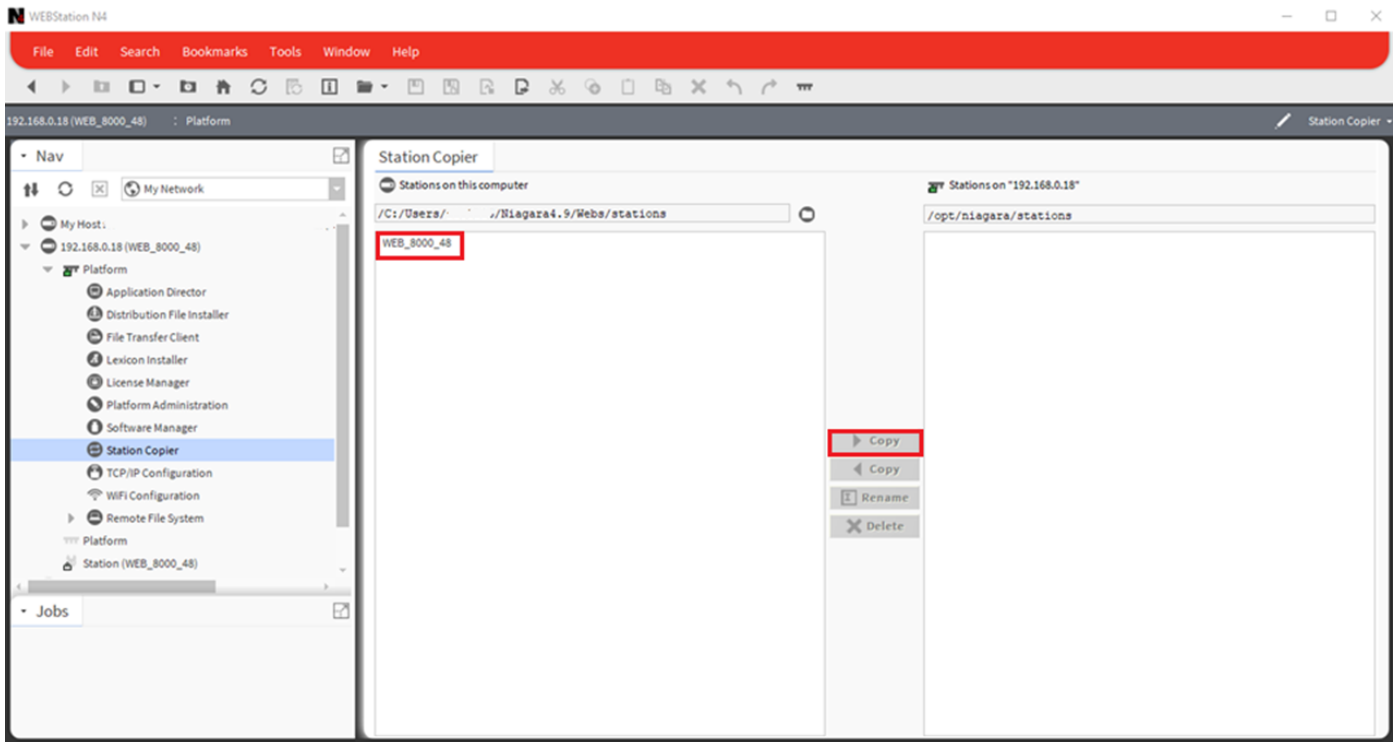 WEBStation N4
File Edit Search Bookmarks Tools Window Help
192.168.0.18 (WEB_8000_48) : Platform
Station Copier
Nav
My Network
My Host:
192.168.0.18 (WEB_8000_48)
Platform
Application Director
Distribution File Installer
File Transfer Client
Lexicon Installer
License Manager
Platform Administration
Software Manager
Station Copier
TCP/IP Configuration
WiFi Configuration
Remote File System
Platform
Station (WEB_8000_48)
Jobs
Station Copier
Stations on this computer
/C:/Users/ /Niagara4.9/Webs/stations
WEB_8000_48
Copy
Copy
Rename
Delete
Stations on "192.168.0.18"
/opt/niagara/stations